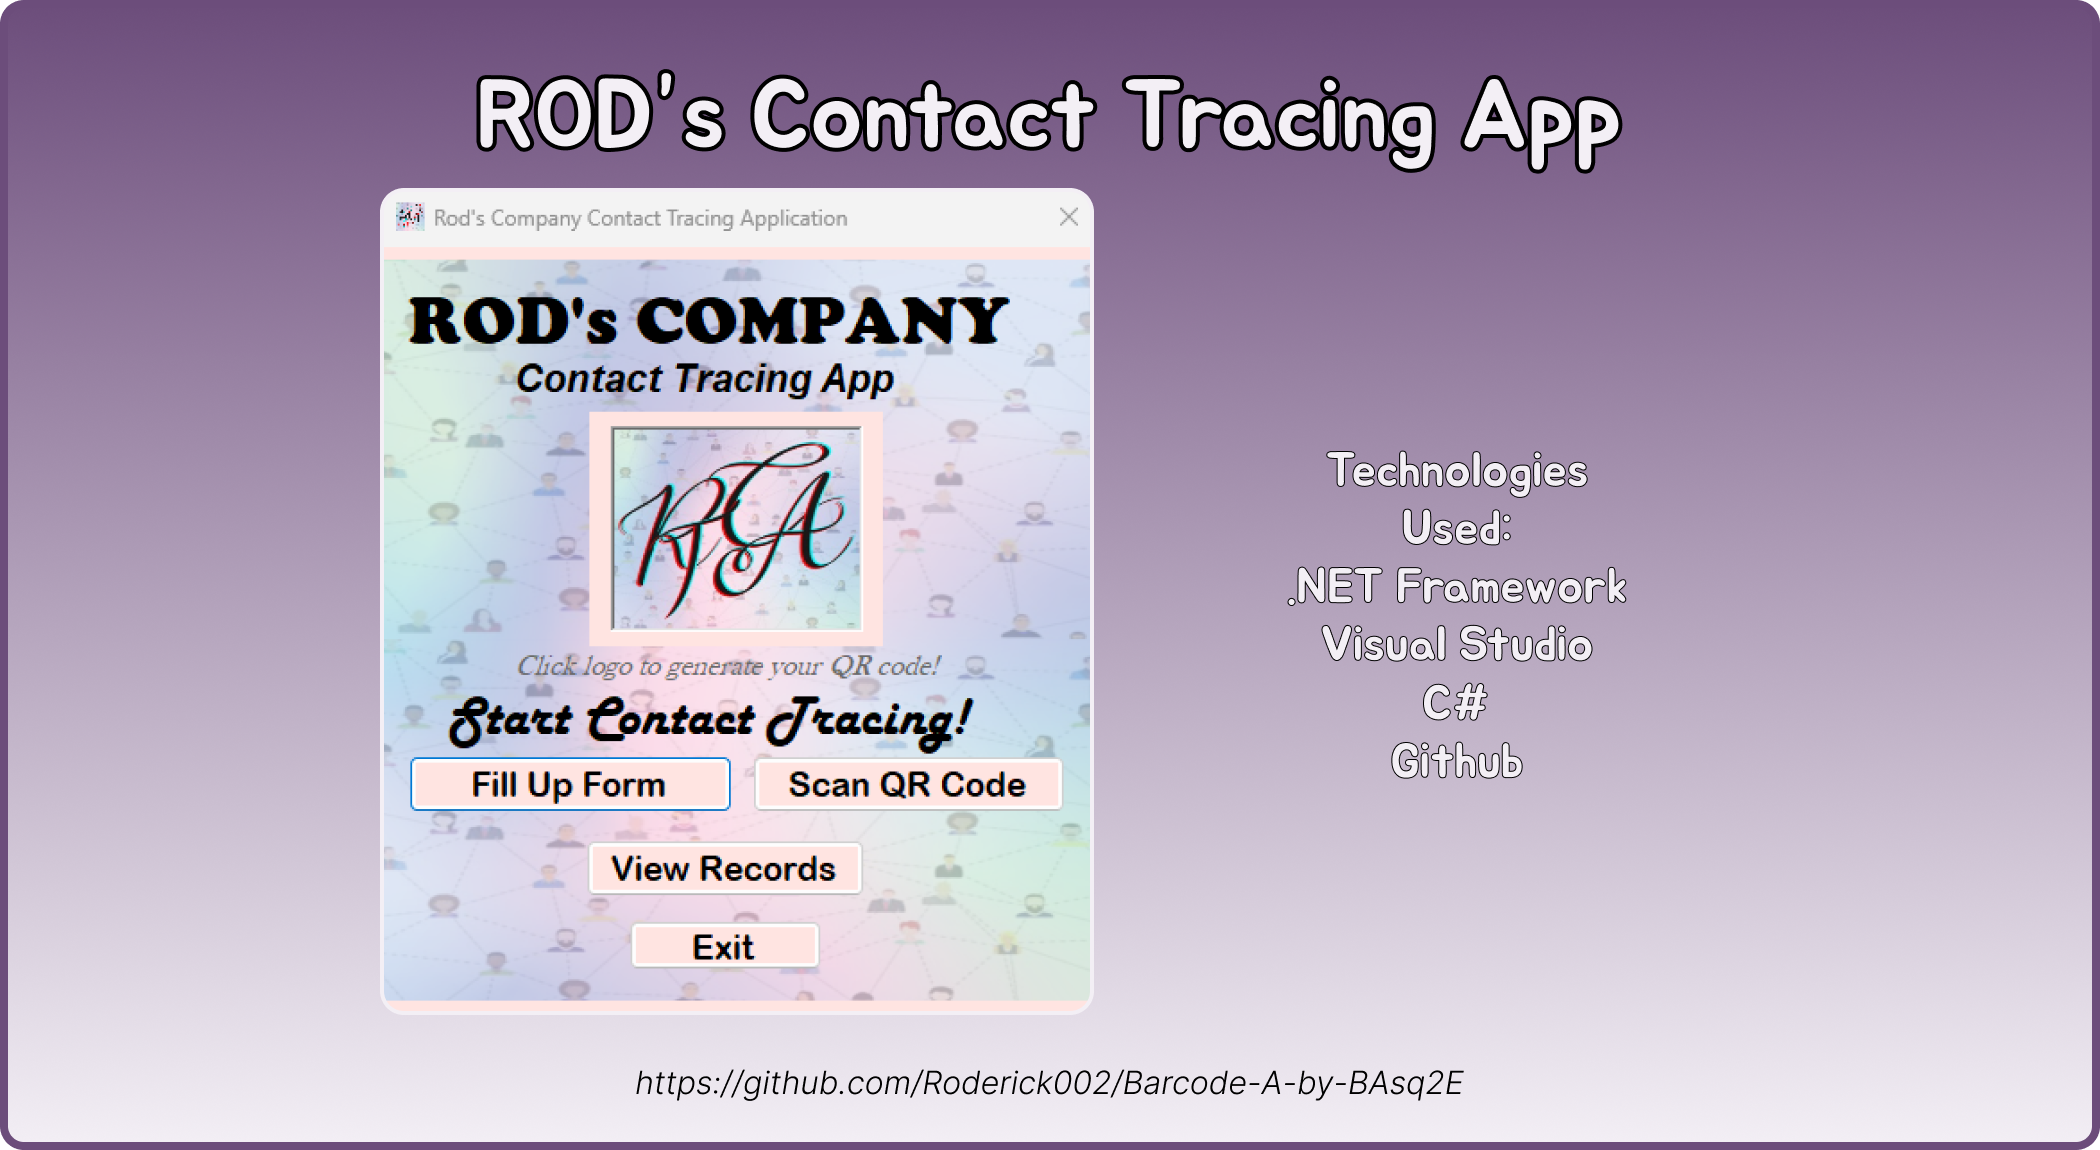 ROD's Contact Tracing App
Rod's Company Contact Tracing Application
ROD's COMPANY
Contact Tracing App
RTA
Click logo to generate your QR code!
Start Contact Tracing!
Fill Up Form
Scan QR Code
View Records
Exit
Technologies
Used:
.NET Framework
Visual Studio
C#
Github
https://github.com/Roderick002/Barcode-A-by-BAsq2E